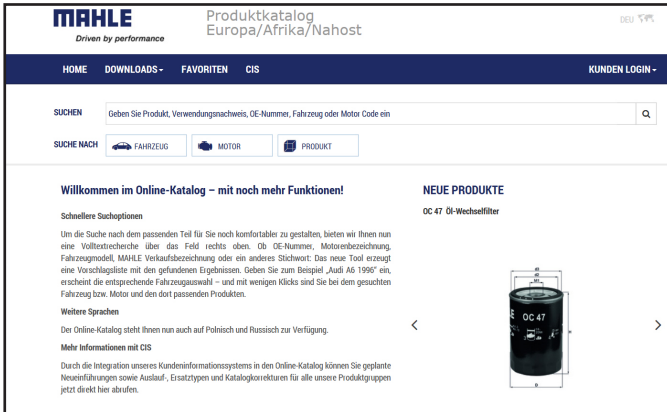 MAHLE
Driven by performance
Produktkatalog
Europa/Afrika/Nahost
DEU
HOME DOWNLOADS FAVORITEN CIS KUNDEN LOGIN
SUCHEN Geben Sie Produkt, Verwendungsnachweis, OE-Nummer, Fahrzeug oder Motor Code ein
SUCHE NACH FAHRZEUG MOTOR PRODUKT
Willkommen im Online-Katalog – mit noch mehr Funktionen!
Schnellere Suchoptionen
Um die Suche nach dem passenden Teil für Sie noch komfortabler zu gestalten, bieten wir Ihnen nun
eine Volltextrecherche über das Feld rechts oben. Ob OE-Nummer, Motorenbezeichnung,
Fahrzeugmodell, MAHLE Verkaufsbezeichnung oder ein anderes Stichwort: Das neue Tool erzeugt
eine Vorschlagsliste mit den gefundenen Ergebnissen. Geben Sie zum Beispiel „Audi A6 1996" ein,
erscheint die entsprechende Fahrzeugauswahl – und mit wenigen Klicks sind Sie bei dem gesuchten
Fahrzeug bzw. Motor und den dort passenden Produkten.
Weitere Sprachen
Der Online-Katalog steht Ihnen nun auch auf Polnisch und Russisch zur Verfügung.
Mehr Informationen mit CIS
Durch die Integration unseres Kundeninformationssystems in den Online-Katalog können Sie geplante
Neueinführungen sowie Auslauf-, Ersatztypen und Katalogkorrekturen für alle unsere Produktgruppen
jetzt direkt hier abrufen.
NEUE PRODUKTE
OC 47 Öl-Wechselfilter
OC 47